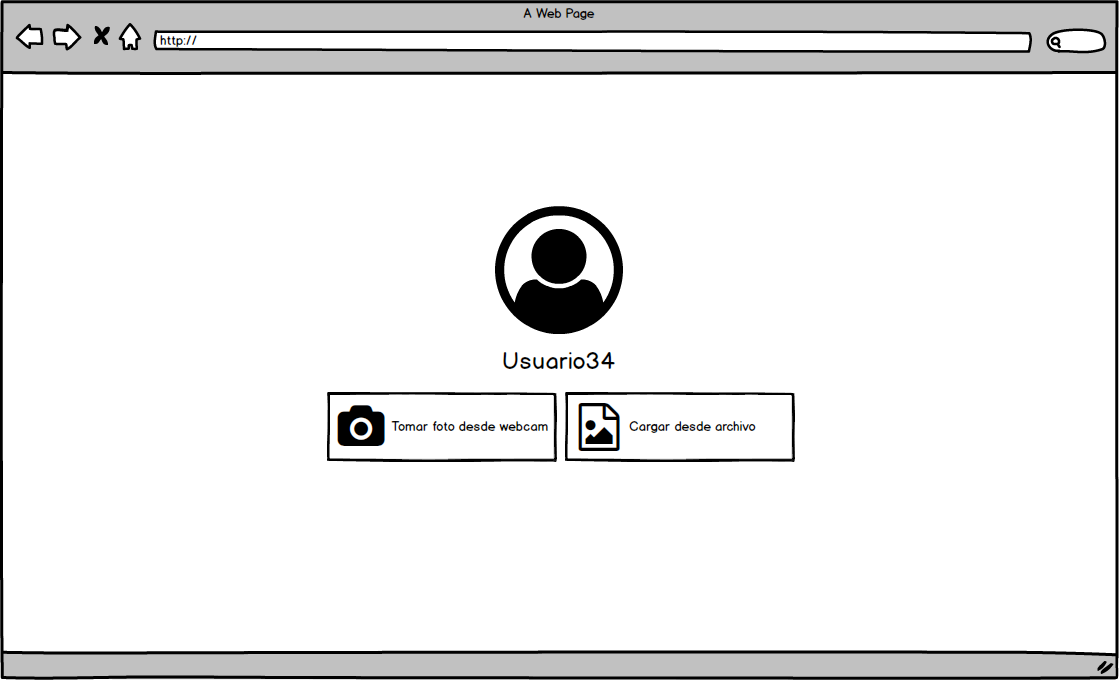 A Web Page
http://
Usuario34
Tomar foto desde webcam
Cargar desde archivo